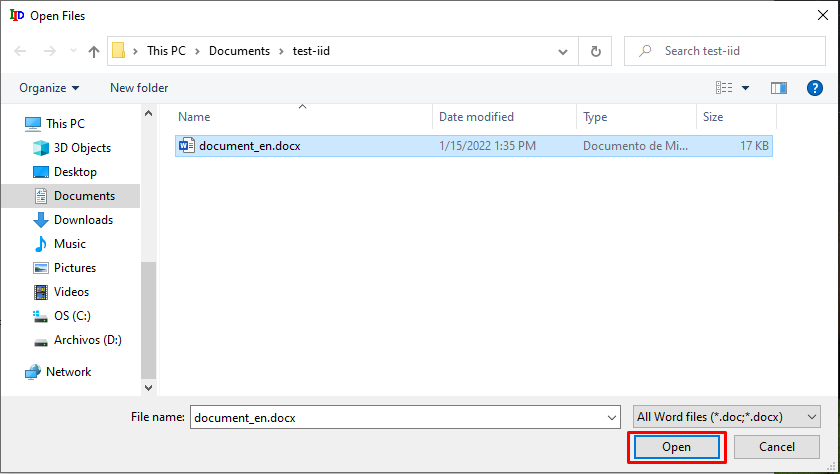 IID Open Files
This PC > Documents > test-iid
Search test-iid
Organize
New folder
?
Name
Date modified
Type
Size
document_en.docx
1/15/2022 1:35 PM
Documento de Mi...
17 KB
This PC
3D Objects
Desktop
Documents
Downloads
Music
Pictures
Videos
OS (C:)
Archivos (D:)
Network
File name:
document_en.docx
All Word files (*.doc;*.docx)
Open
Cancel